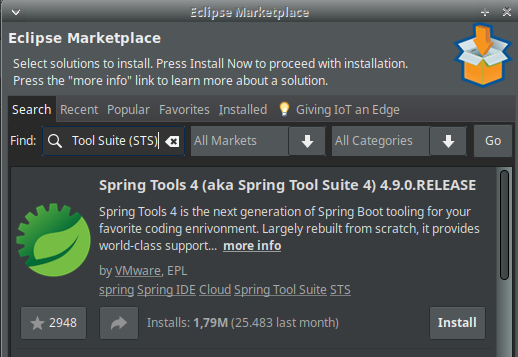 Eclipse Marketplace
Eclipse Marketplace
Select solutions to install. Press Install Now to proceed with installation.
Press the "more info" link to learn more about a solution.
Search Recent Popular Favorites Installed Giving IoT an Edge
Find: Tool Suite (STS) All Markets All Categories Go
Spring Tools 4 (aka Spring Tool Suite 4) 4.9.0.RELEASE
Spring Tools 4 is the next generation of Spring Boot tooling for your
favorite coding enrivonment. Largely rebuilt from scratch, it provides
world-class support... more info
by VMware, EPL
spring Spring IDE Cloud Spring Tool Suite STS
2948 Installs: 1,79M (25.483 last month) Install